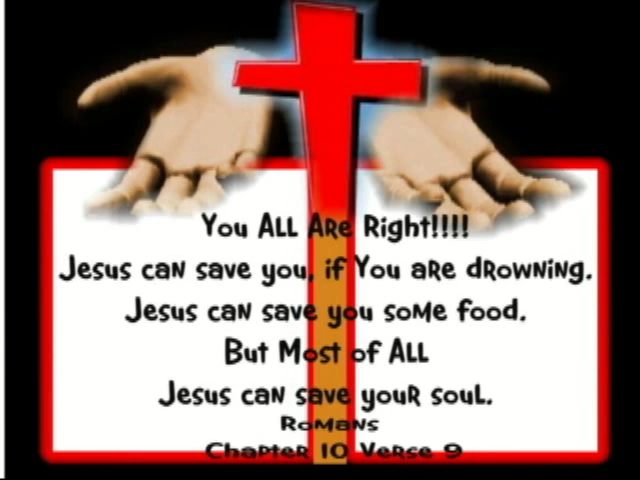 You ALL ARe Right!!!!
Jesus caN save you, if You aRe dRowNiNg.
Jesus caN save you soMe food.
But Most of ALL
Jesus caN save youR souL.
RoMaNs
ChapteR 10 VeRse 9